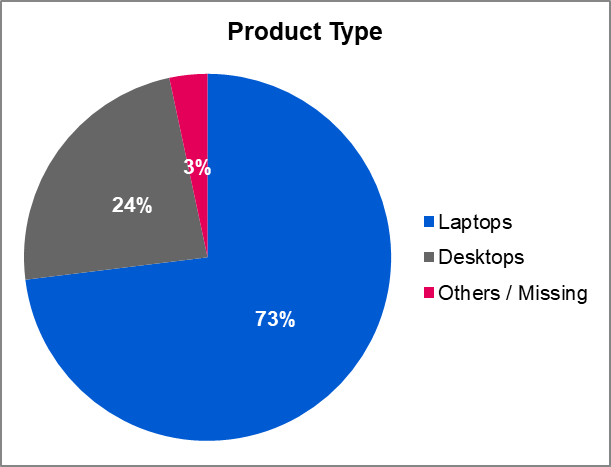 Product Type
3%
24%
73%
Laptops
Desktops
Others / Missing